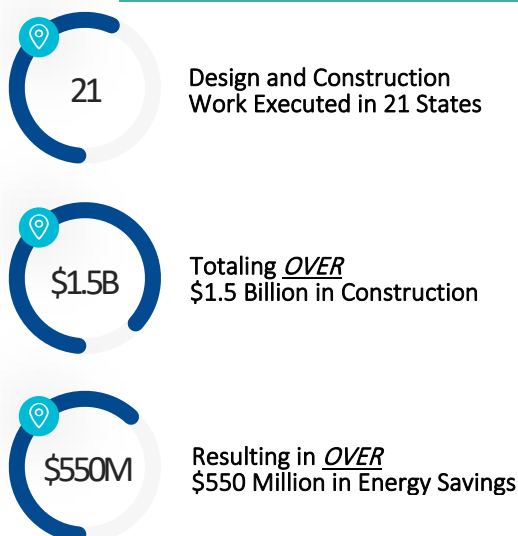 21
Design and Construction
Work Executed in 21 States
$1.5B
Totaling OVER
$1.5 Billion in Construction
$550M
Resulting in OVER
$550 Million in Energy Savings